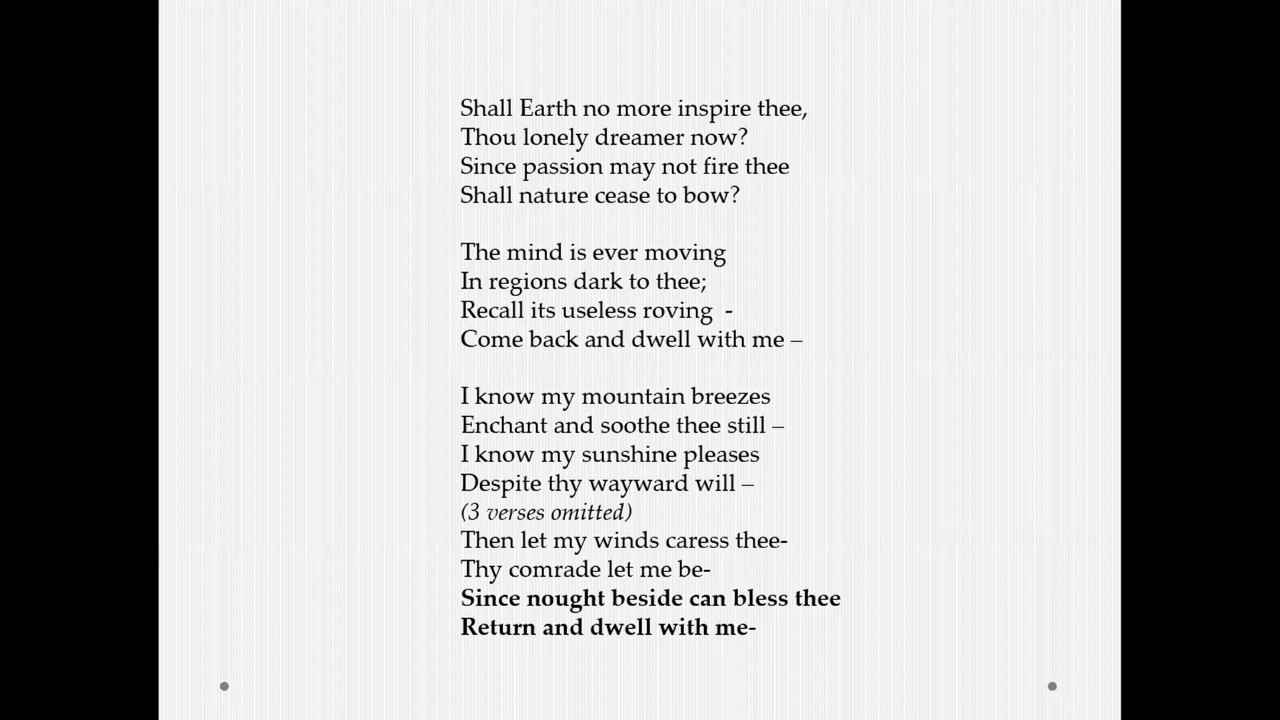 Shall Earth no more inspire thee,
Thou lonely dreamer now?
Since passion may not fire thee
Shall nature cease to bow?
The mind is ever moving
In regions dark to thee;
Recall its useless roving  -
Come back and dwell with me –
I know my mountain breezes
Enchant and soothe thee still –
I know my sunshine pleases
Despite thy wayward will –
(3 verses omitted)
Then let my winds caress thee-
Thy comrade let me be-
Since nought beside can bless thee
Return and dwell with me-